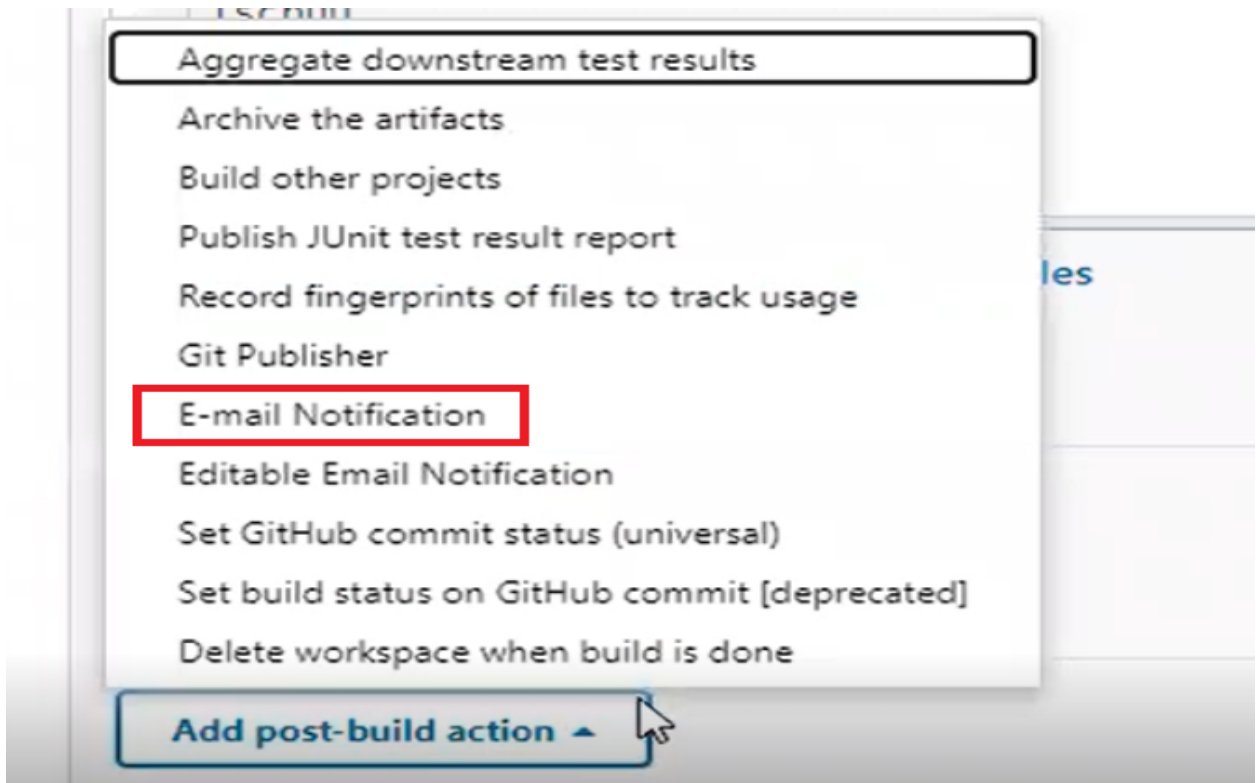 Aggregate downstream test results
Archive the artifacts
Build other projects
Publish JUnit test result report
Record fingerprints of files to track usage
les
Git Publisher
E-mail Notification
Editable Email Notification
Set GitHub commit status (universal)
Set build status on GitHub commit [deprecated]
Delete workspace when build is done
Add post-build action